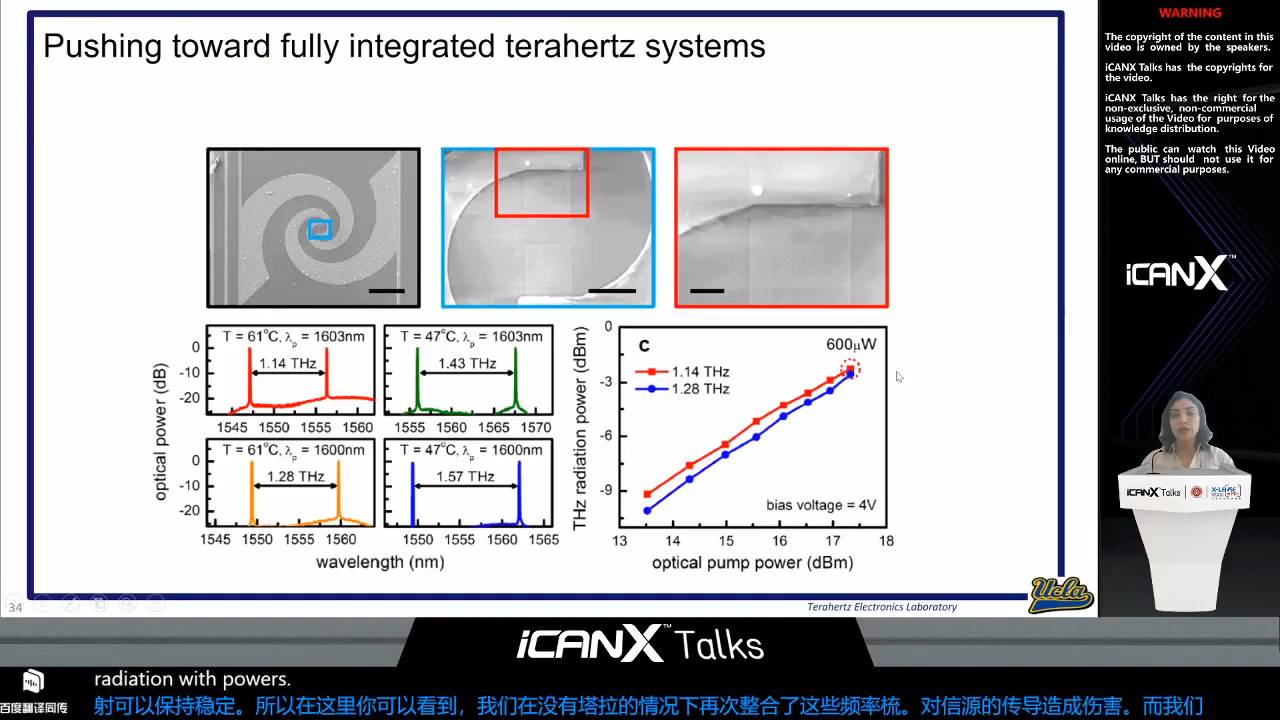 Pushing toward fully integrated terahertz systems
WARNING
The copyright of the content in this
video is owned by the speakers.
iCANX Talks has the copyrights for
the video.
iCANX Talks has the right for the
non-exclusive, non-commercial
usage of the Video for purposes of
knowledge distribution.
The public can watch this Video
online, BUT should not use it for
any commercial purposes.
iCANX™
optical power (dB)
0
-10
-20
T = 61°C, λp = 1603nm
1.14 THz
1545 1550 1555 1560
T = 47°C, λp = 1603nm
1.43 THz
1555 1560 1565 1570
0
-10
-20
T = 61°C, λp = 1600nm
1.28 THz
1545 1550 1555 1560
T = 47°C, λp = 1600nm
1.57 THz
1550 1555 1560 1565
wavelength (nm)
THz radiation power (dBm)
0
-3
-6
-9
C
1.14 THz
1.28 THz
600μW
bias voltage = 4V
13 14 15 16 17 18
optical pump power (dBm)
iCANX Talks
34
Terahertz Electronics Laboratory
Ucla
iCANX™ Talks
百度翻译同传
radiation with powers.
射可以保持稳定。所以在这里你可以看到，我们在没有塔拉的情况下再次整合了这些频率梳。对信源的传导造成伤害。而我们